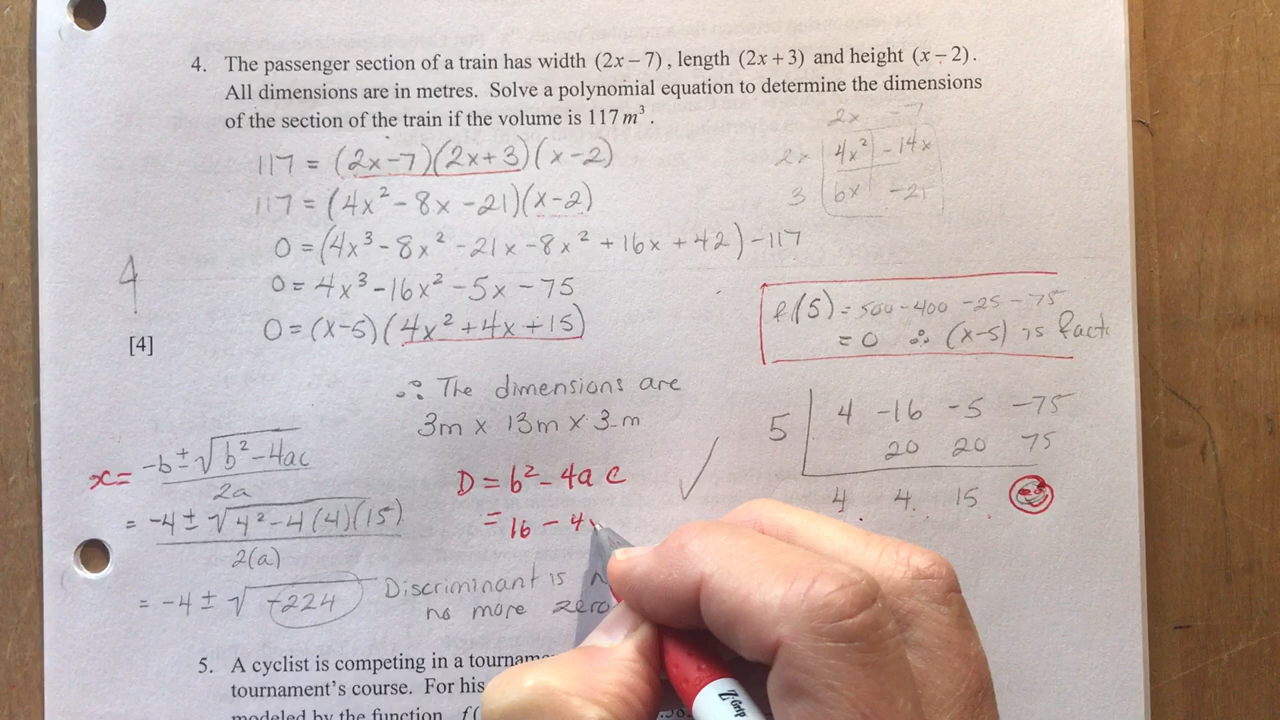 4. The passenger section of a train has width (2x − 7), length (2x + 3) and height (x − 2).
All dimensions are in metres. Solve a polynomial equation to determine the dimensions
of the section of the train if the volume is 117 m³.
2x 7
2x 4x² -14x
3 6x -21
117 = (2x-7)(2x+3)(x-2)
117 = (4x² - 8x - 21)(x-2)
0 = (4x³ - 8x² - 21x - 8x² + 16x + 42) - 117
0 = 4x³ - 16x² - 5x - 75
0 = (x-5)(4x² + 4x + 15)
4
[4]
f(5) = 500 - 400 - 25 - 75
= 0 ∴ (x-5) is
∴ The dimensions are
3m x 13m x 3 m
5 4 -16 -5 -75
20 20 75
4 4 15
x = -b ± √b² - 4ac
2a
= -4 ± √4² - 4(4)(15)
2(a)
= -4 ± √-224
D = b² - 4ac
= 16 - 4
Discriminant is
no more
5. A cyclist is competing in a
tournament's course. For his
modeled by the function f(
Z-Grip